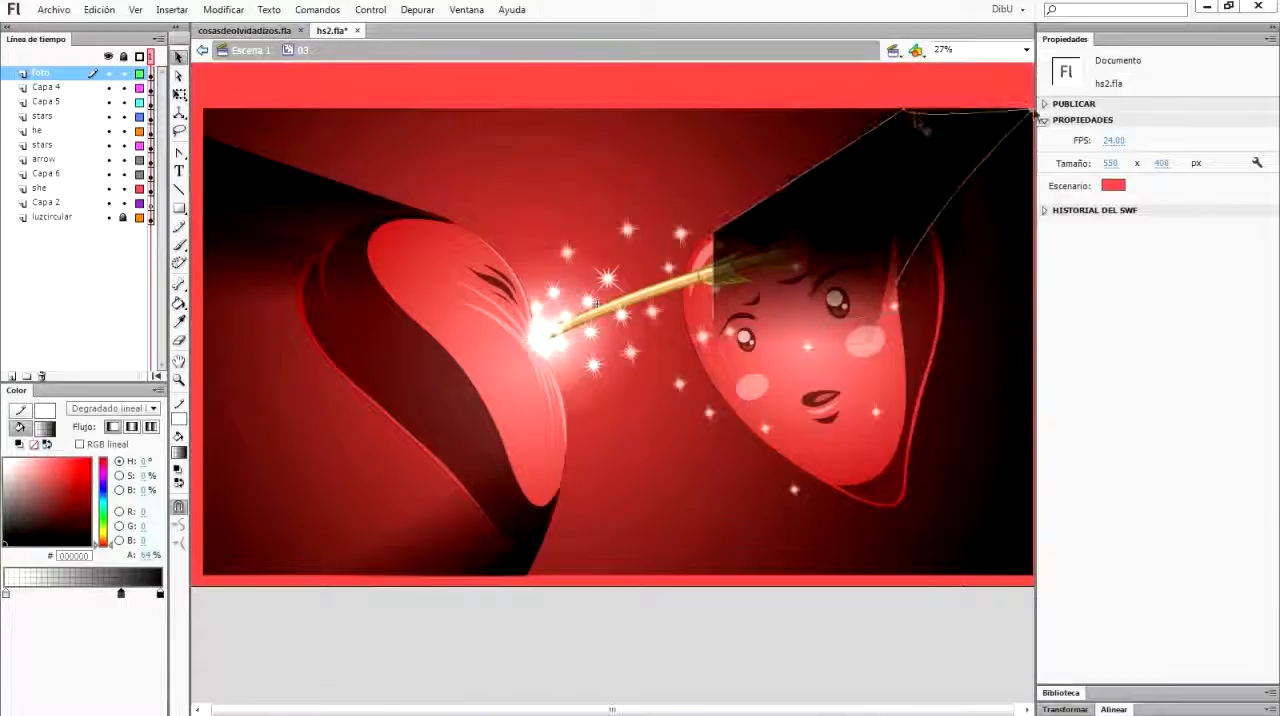 Fl Archivo Edición Ver Insertar Modificar Texto Comandos Control Depurar Ventana Ayuda DibU
Línea de tiempo
cosasdeolvidadizos.fla × hs2.fla* ×
Escena 1 03 27%
foto
Capa 4
Capa 5
stars
he
stars
arrow
Capa 6
she
Capa 2
luzcircular
Color
Degradado lineal
Flujo:
RGB lineal
H: 0 °
S: 0 %
B: 0 %
R: 0
G: 0
B: 0
# 000000 A: 64 %
T
Propiedades
Fl Documento
hs2.fla
PUBLICAR
PROPIEDADES
FPS: 24.00
Tamaño: 550 x 400 px
Escenario:
HISTORIAL DEL SWF
Biblioteca
Transformar Alinear